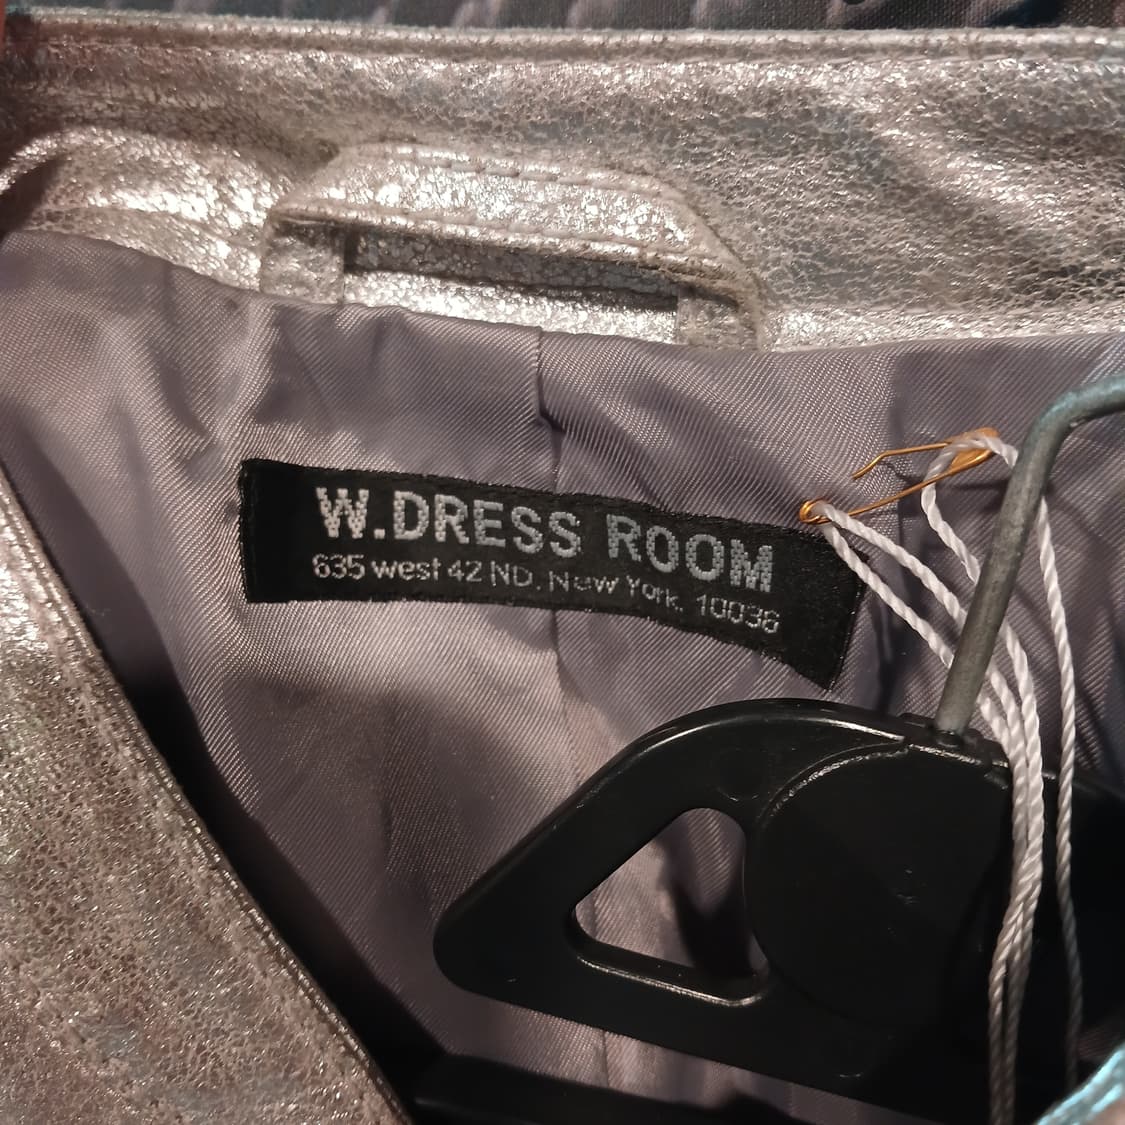 W.DRESS ROOM
635 west 42 ND. New York. 10036